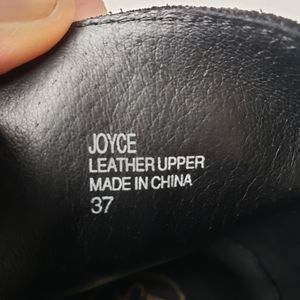 JOYCE
LEATHER UPPER
MADE IN CHINA
37